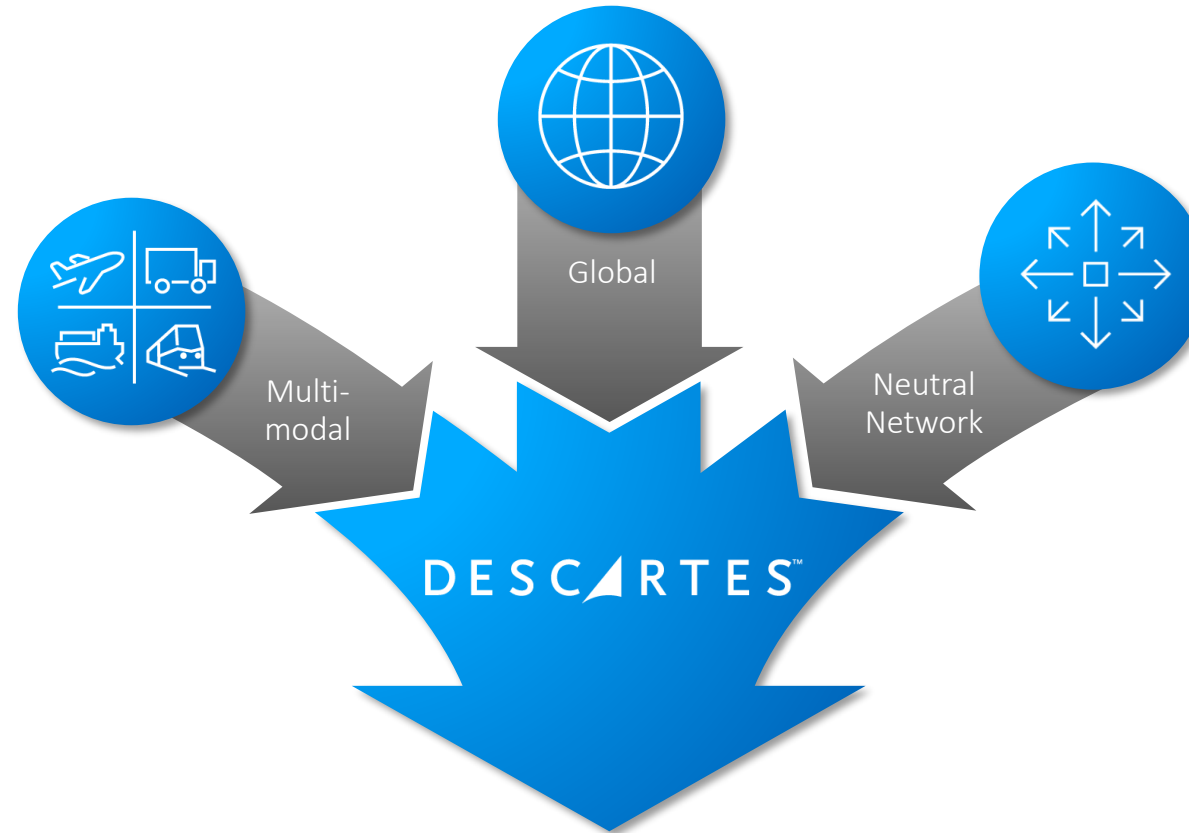 Global
Multi-
modal
Neutral
Network
DESCARTES™